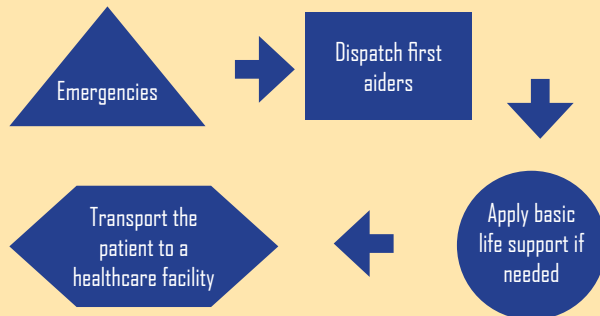 Emergencies
Dispatch first
aiders
Apply basic
life support if
needed
Transport the
patient to a
healthcare facility